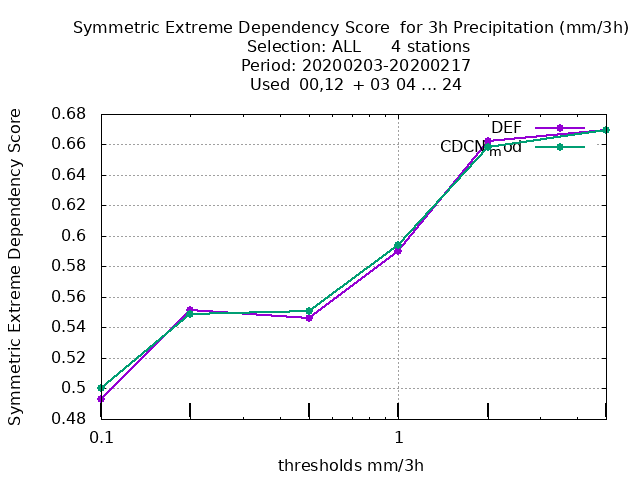 Symmetric Extreme Dependency Score  for 3h Precipitation (mm/3h)
Selection: ALL      4 stations
Period: 20200203-20200217
Used  00,12  + 03 04 ... 24
Symmetric Extreme Dependency Score
0.68
0.66
0.64
0.62
0.6
0.58
0.56
0.54
0.52
0.5
0.48
DEF
CDCN_mod
0.1
1
thresholds mm/3h